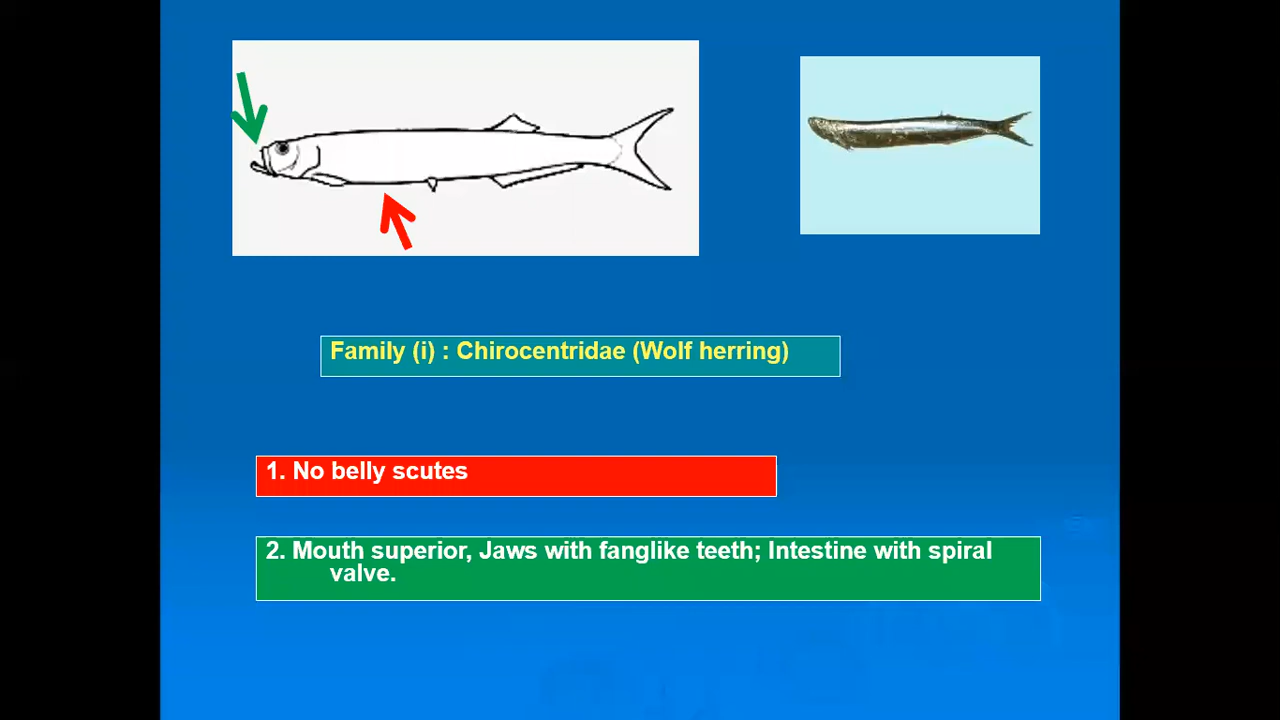 Family (i) : Chirocentridae (Wolf herring)
1. No belly scutes
2. Mouth superior, Jaws with fanglike teeth; Intestine with spiral
valve.